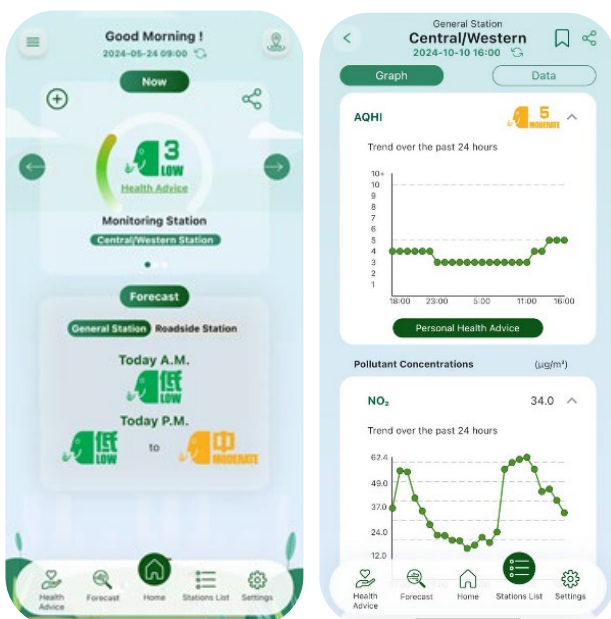 Good Morning !
2024-05-24 09:00
Now
3
LOW
Health Advice
Monitoring Station
Central/Western Station
Forecast
General Station Roadside Station
Today A.M.
低
LOW
Today P.M.
低
LOW
to
中
MODERATE
Health Advice
Forecast
Home
Stations List
Settings
General Station
Central/Western
2024-10-10 16:00
Graph
Data
AQHI
5
MODERATE
Trend over the past 24 hours
10+
10
9
8
7
6
5
4
3
2
1
18:00 23:00 5:00 11:00 16:00
Personal Health Advice
Pollutant Concentrations (μg/m³)
NO₂ 34.0
Trend over the past 24 hours
62.4
49.0
37.0
24.0
12.0
Health Advice
Forecast
Home
Stations List
Settings